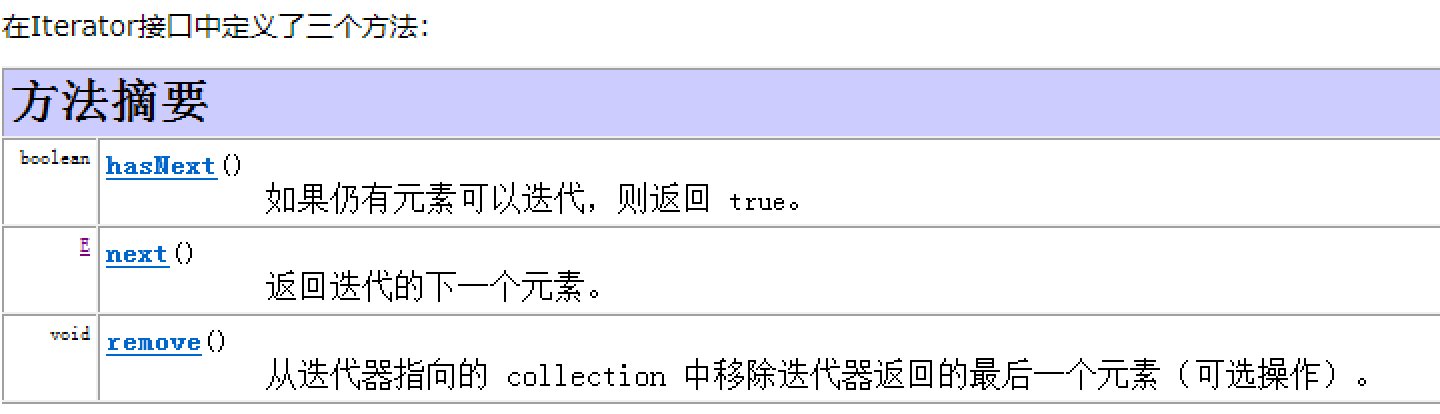 在Iterator接口中定义了三个方法：
方法摘要
boolean hasNext()
如果仍有元素可以迭代，则返回 true。
E next()
返回迭代的下一个元素。
void remove()
从迭代器指向的 collection 中移除迭代器返回的最后一个元素（可选操作）。